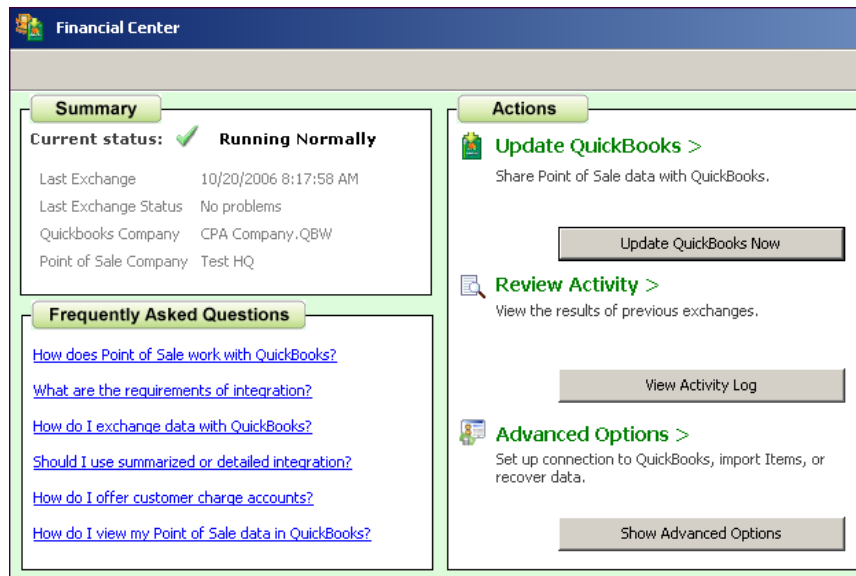 Financial Center
Summary
Current status: Running Normally
Last Exchange 10/20/2006 8:17:58 AM
Last Exchange Status No problems
Quickbooks Company CPA Company.QBW
Point of Sale Company Test HQ
Frequently Asked Questions
How does Point of Sale work with QuickBooks?
What are the requirements of integration?
How do I exchange data with QuickBooks?
Should I use summarized or detailed integration?
How do I offer customer charge accounts?
How do I view my Point of Sale data in QuickBooks?
Actions
Update QuickBooks >
Share Point of Sale data with QuickBooks.
Update QuickBooks Now
Review Activity >
View the results of previous exchanges.
View Activity Log
Advanced Options >
Set up connection to QuickBooks, import Items, or
recover data.
Show Advanced Options